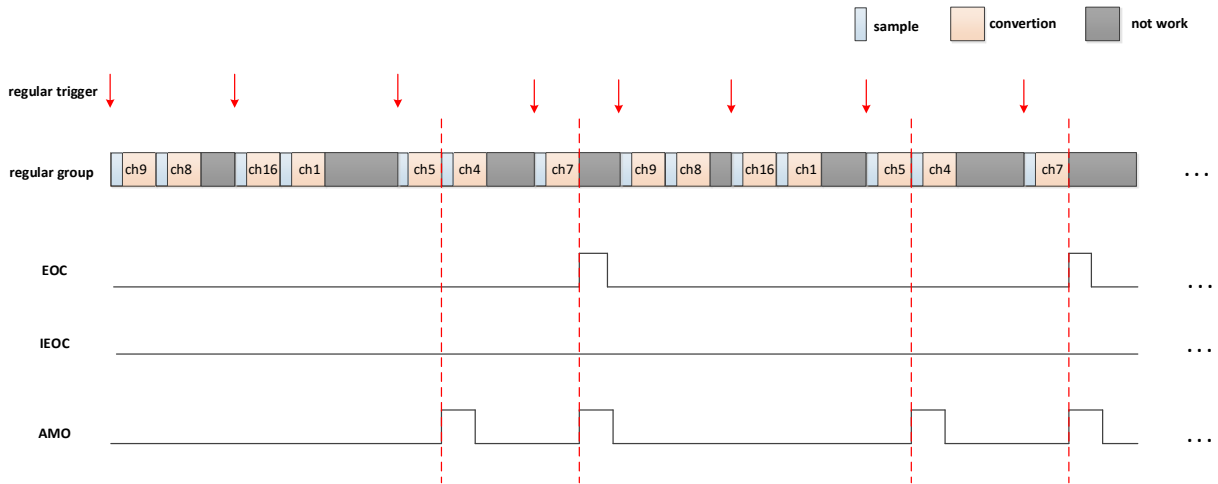 sample convertion not work
regular trigger
regular group ch9 ch8 ch16 ch1 ch5 ch4 ch7 ch9 ch8 ch16 ch1 ch5 ch4 ch7 ...
EOC ...
IEOC ...
AMO ...